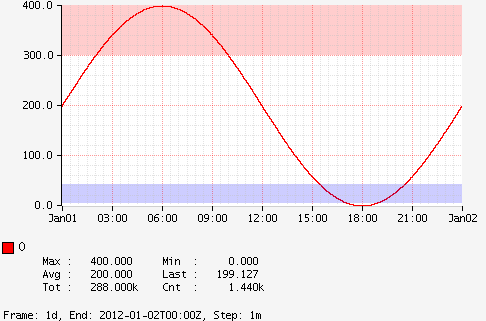 400.0
300.0
200.0
100.0
0.0
Jan01 03:00 06:00 09:00 12:00 15:00 18:00 21:00 Jan02
0
Max : 400.000 Min : 0.000
Avg : 200.000 Last : 199.127
Tot : 288.000k Cnt : 1.440k
Frame: 1d, End: 2012-01-02T00:00Z, Step: 1m